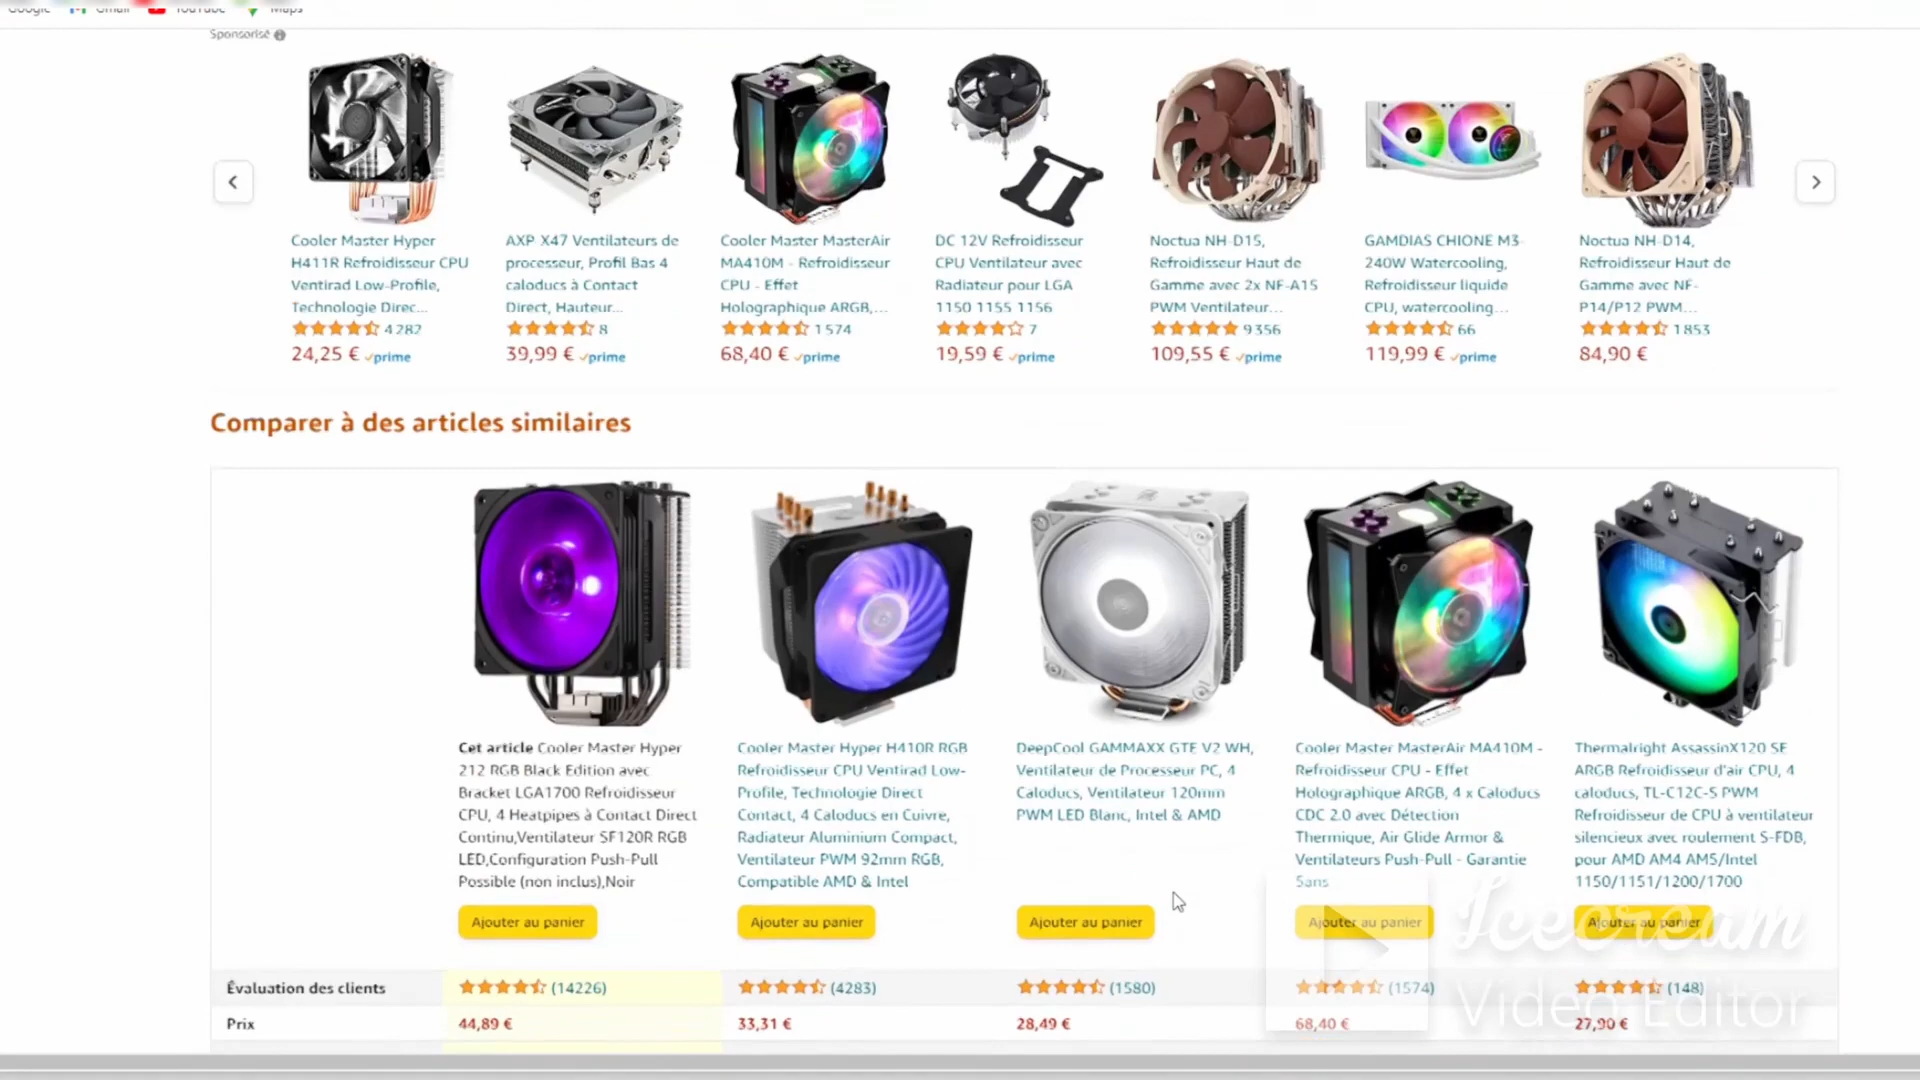 Google Gmail YouTube Maps
Sponsorisé
Cooler Master Hyper
H411R Refroidisseur CPU
Ventirad Low-Profile,
Technologie Direc...
4 282
24,25 € prime
AXP-X47 Ventilateurs de
processeur, Profil Bas 4
caloducs à Contact
Direct, Hauteur...
8
39,99 € prime
Cooler Master MasterAir
MA410M - Refroidisseur
CPU - Effet
Holographique ARGB,...
1 574
68,40 € prime
DC 12V Refroidisseur
CPU Ventilateur avec
Radiateur pour LGA
1150 1155 1156
7
19,59 € prime
Noctua NH-D15,
Refroidisseur Haut de
Gamme avec 2x NF-A15
PWM Ventilateur...
9 356
109,55 € prime
GAMDIAS CHIONE M3-
240W Watercooling,
Refroidisseur liquide
CPU, watercooling...
66
119,99 € prime
Noctua NH-D14,
Refroidisseur Haut de
Gamme avec NF-
P14/P12 PWM...
1 853
84,90 €
Comparer à des articles similaires
Cet article Cooler Master Hyper
212 RGB Black Edition avec
Bracket LGA1700 Refroidisseur
CPU, 4 Heatpipes à Contact Direct
Continu,Ventilateur SF120R RGB
LED,Configuration Push-Pull
Possible (non inclus),Noir
Ajouter au panier
Cooler Master Hyper H410R RGB
Refroidisseur CPU Ventirad Low-
Profile, Technologie Direct
Contact, 4 Caloducs en Cuivre,
Radiateur Aluminium Compact,
Ventilateur PWM 92mm RGB,
Compatible AMD & Intel
Ajouter au panier
DeepCool GAMMAXX GTE V2 WH,
Ventilateur de Processeur PC, 4
Caloducs, Ventilateur 120mm
PWM LED Blanc, Intel & AMD
Ajouter au panier
Cooler Master MasterAir MA410M -
Refroidisseur CPU - Effet
Holographique ARGB, 4 x Caloducs
CDC 2.0 avec Détection
Thermique, Air Glide Armor &
Ventilateurs Push-Pull - Garantie
5ans
Ajouter au panier
Thermalright AssassinX120 SE
ARGB Refroidisseur d'air CPU, 4
caloducs, TL-C12C-S PWM
Refroidisseur de CPU à ventilateur
silencieux avec roulement S-FDB,
pour AMD AM4 AM5/Intel
1150/1151/1200/1700
Ajouter au panier
Évaluation des clients (14226) (4283) (1580) (1574) (148)
Prix 44,89 € 33,31 € 28,49 € 68,40 € 27,90 €
Icecream
Video Editor